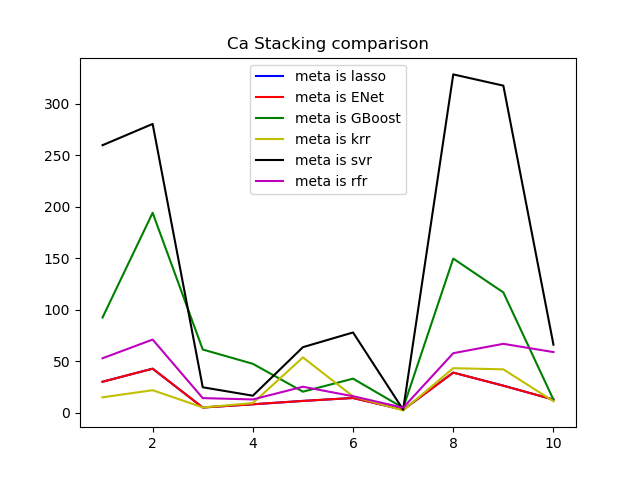 Ca Stacking comparison
meta is lasso
meta is ENet
meta is GBoost
meta is krr
meta is svr
meta is rfr
300
250
200
150
100
50
0
2 4 6 8 10